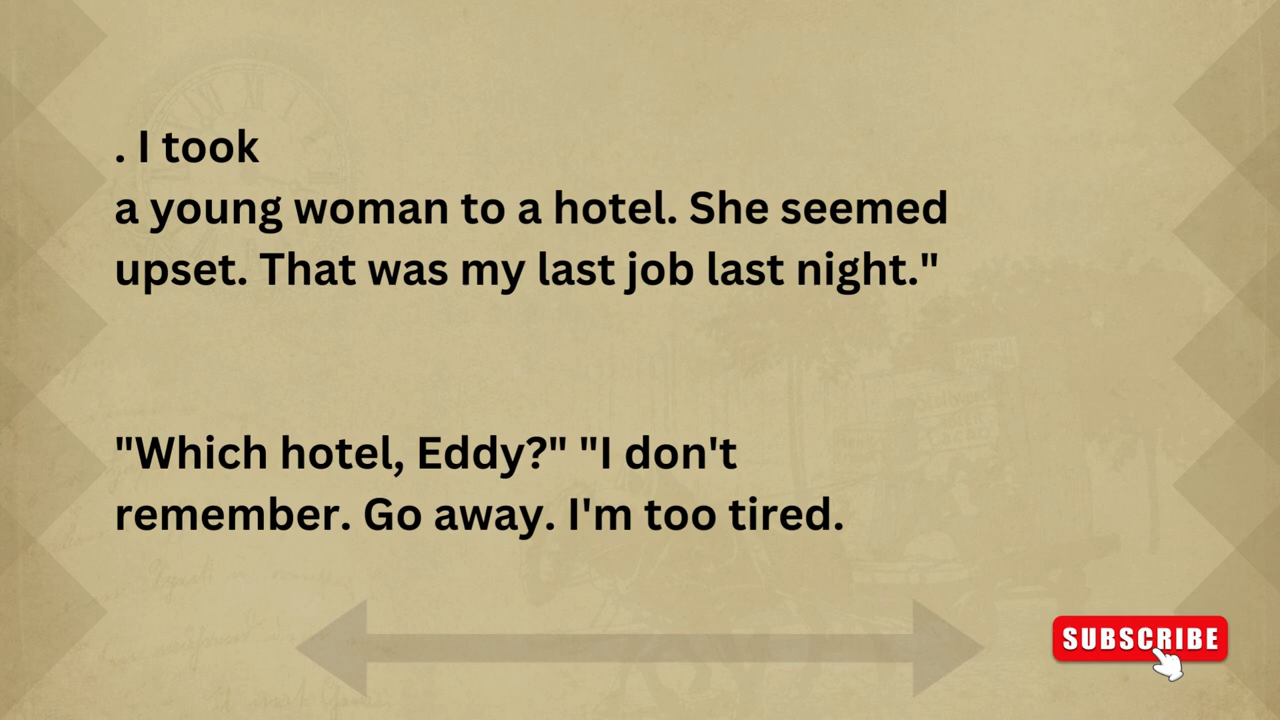 . I took
a young woman to a hotel. She seemed
upset. That was my last job last night."
"Which hotel, Eddy?" "I don't
remember. Go away. I'm too tired.
SUBSCRIBE